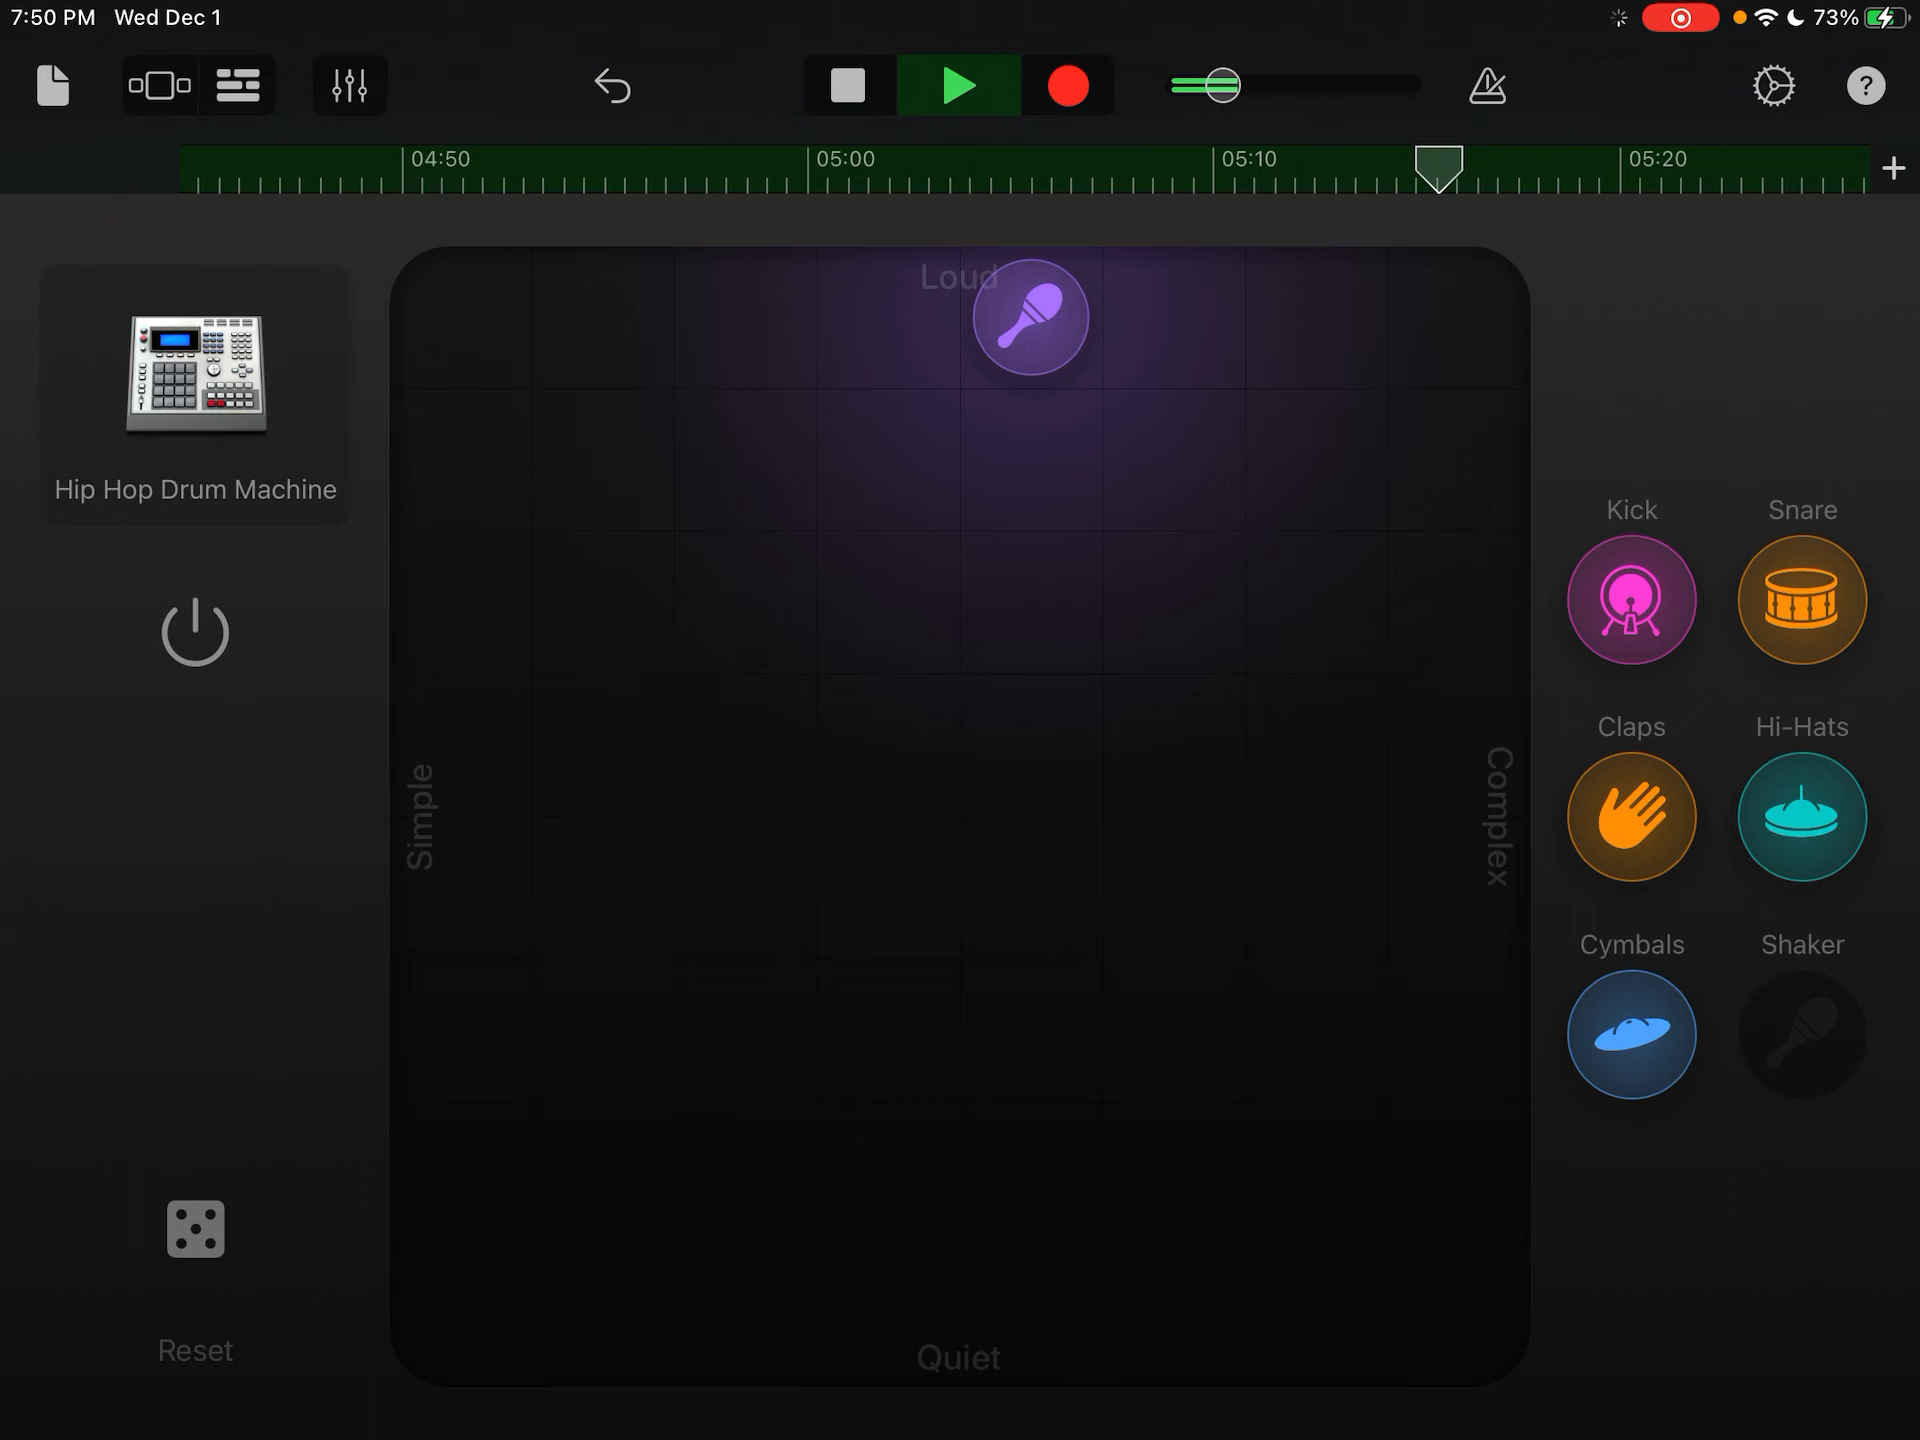 7:50 PM Wed Dec 1
73%
04:50 05:00 05:10 05:20
Loud
Hip Hop Drum Machine
Kick Snare
Claps Hi-Hats
Simple
Complex
Cymbals Shaker
Reset
Quiet